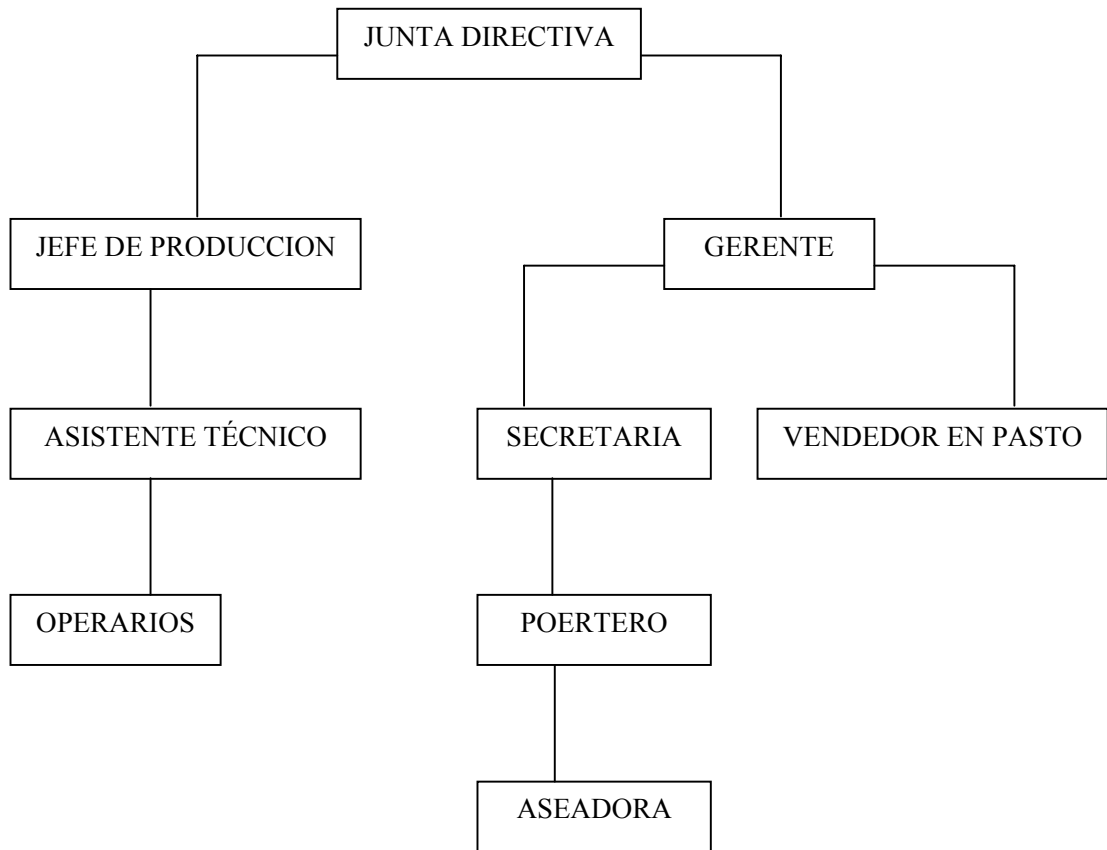 JUNTA DIRECTIVA
JEFE DE PRODUCCION
GERENTE
ASISTENTE TÉCNICO
SECRETARIA
VENDEDOR EN PASTO
OPERARIOS
POERTERO
ASEADORA